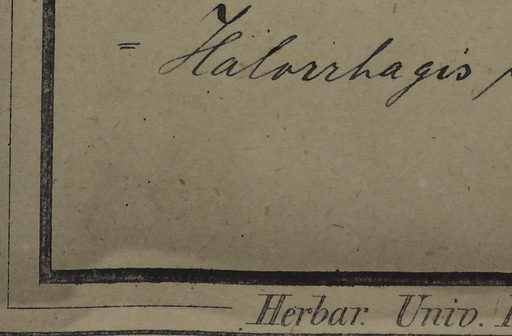 = Halorrhagis
Herbar. Univ.